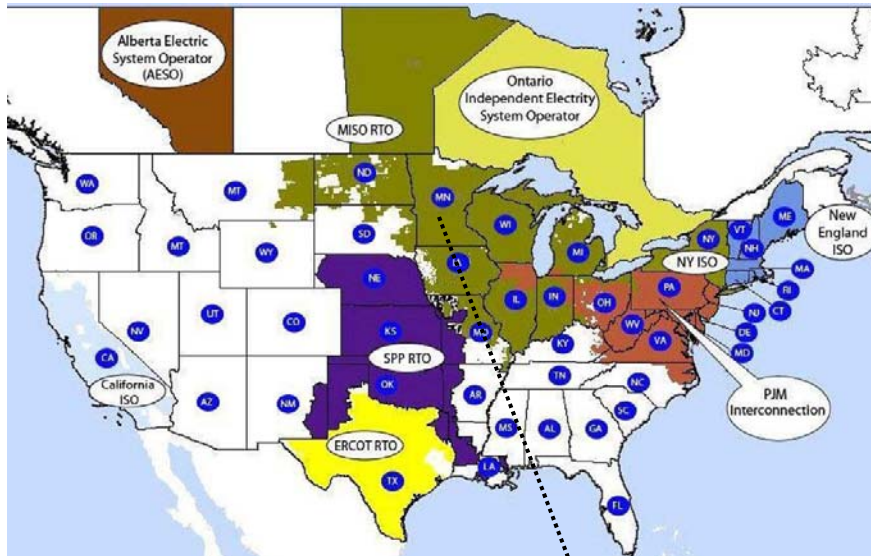 Alberta Electric
System Operator
(AESO)
Ontario
Independent Electrity
System Operator
MISO RTO
WA
MT
ND
MN
OR
MT
WY
SD
WI
MI
NY
VT
NH
ME
New
England
ISO
NY ISO
MA
RI
CT
NJ
DE
MD
NE
IL
IN
OH
PA
WV
VA
NV
UT
CO
KS
MO
KY
CA
California
ISO
SPP RTO
AZ
NM
OK
AR
TN
NC
SC
PJM
Interconnection
ERCOT RTO
TX
LA
MS
AL
GA
FL